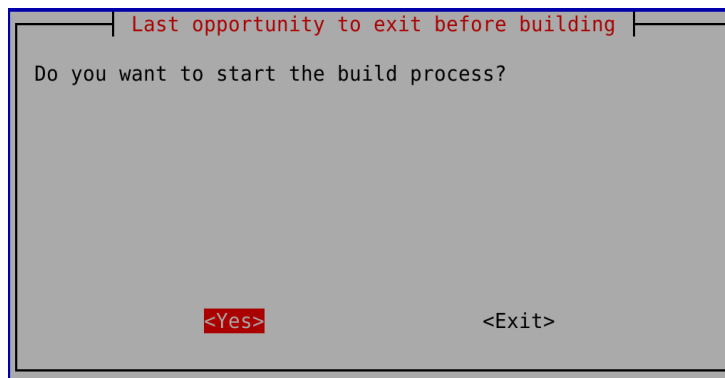 Last opportunity to exit before building
Do you want to start the build process?
<Yes> <Exit>